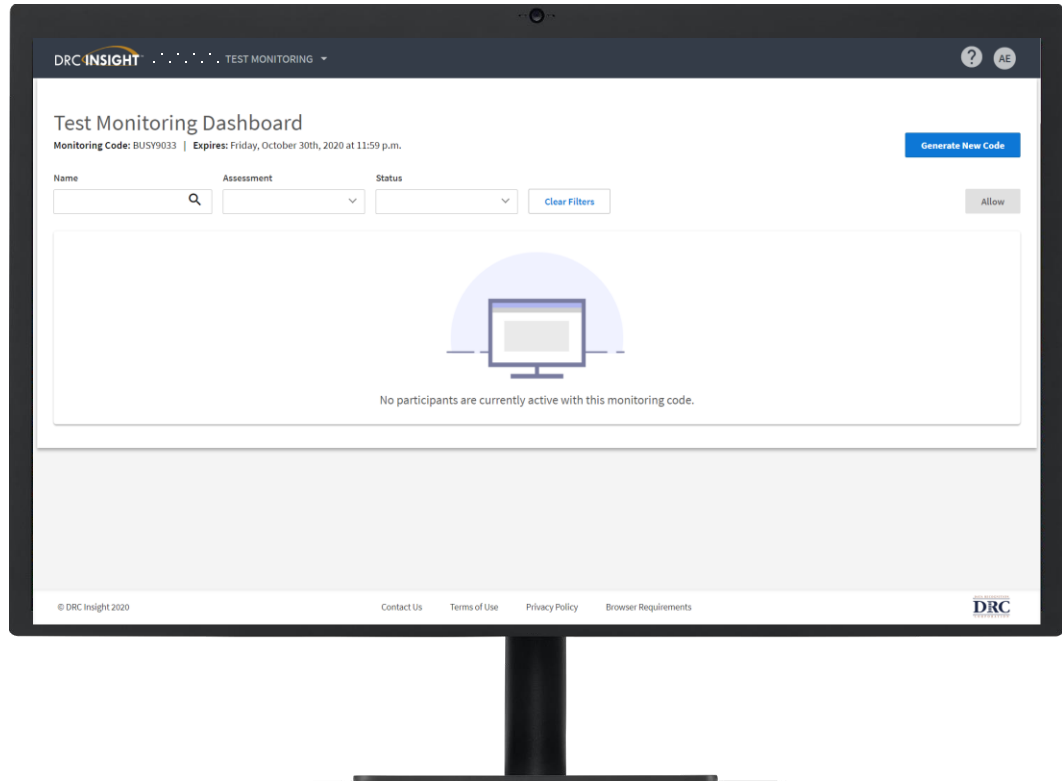 DRC INSIGHT TEST MONITORING
? AE
Test Monitoring Dashboard
Monitoring Code: BUSY9033 | Expires: Friday, October 30th, 2020 at 11:59 p.m.
Generate New Code
Name Assessment Status
Clear Filters
Allow
No participants are currently active with this monitoring code.
© DRC Insight 2020 Contact Us Terms of Use Privacy Policy Browser Requirements
DRC